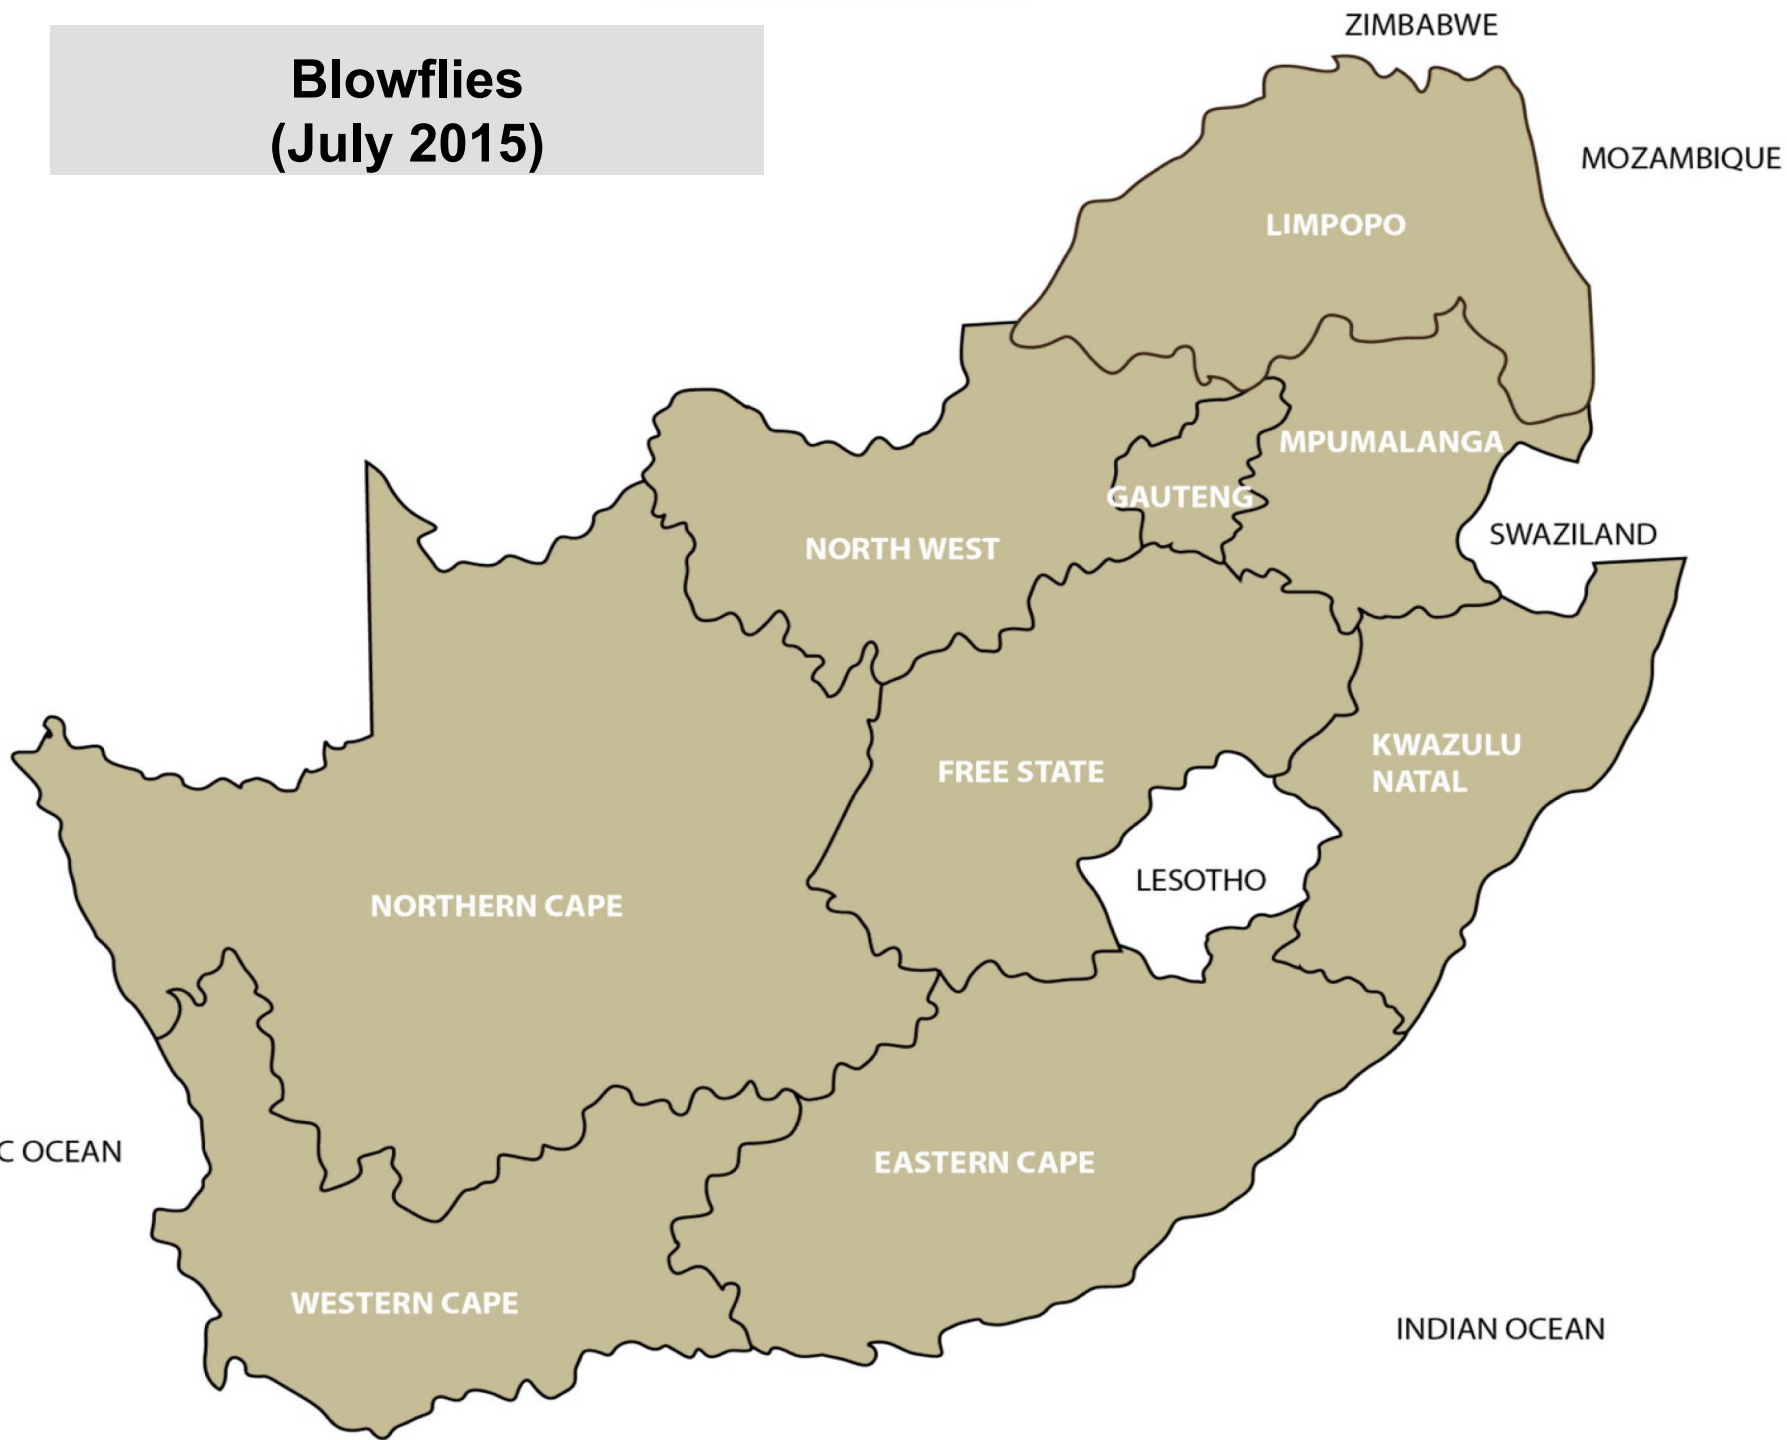 Blowflies
(July 2015)
ZIMBABWE
MOZAMBIQUE
LIMPOPO
MPUMALANGA
GAUTENG
SWAZILAND
NORTH WEST
KWAZULU
NATAL
FREE STATE
LESOTHO
NORTHERN CAPE
C OCEAN
EASTERN CAPE
WESTERN CAPE
INDIAN OCEAN